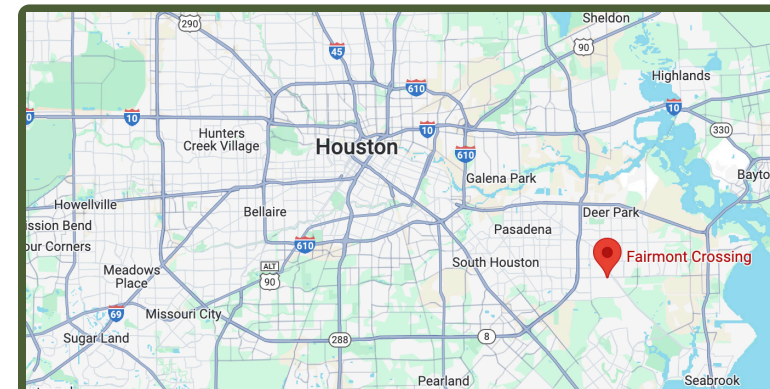 Sheldon
290
45
90
Highlands
610
10
0
10
10
330
Hunters
Creek Village
Houston
610
Galena Park
Bayto
Howellville
Bellaire
Deer Park
ission Bend
Pasadena
our Corners
610
Fairmont Crossing
South Houston
Meadows
Place
ALT
90
69
Missouri City
288
8
Sugar Land
Pearland
Seabrook